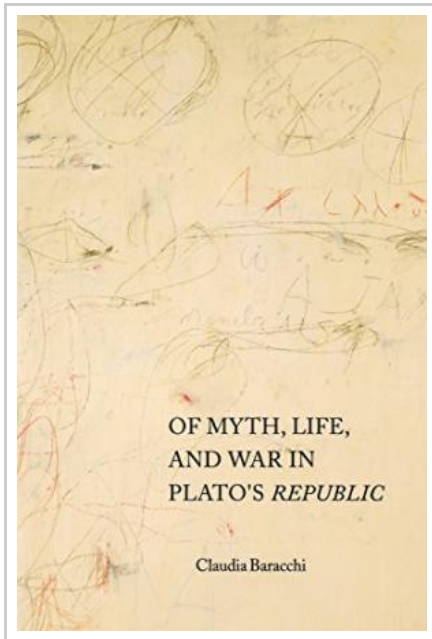 OF MYTH, LIFE,
AND WAR IN
PLATO'S REPUBLIC
Claudia Baracchi